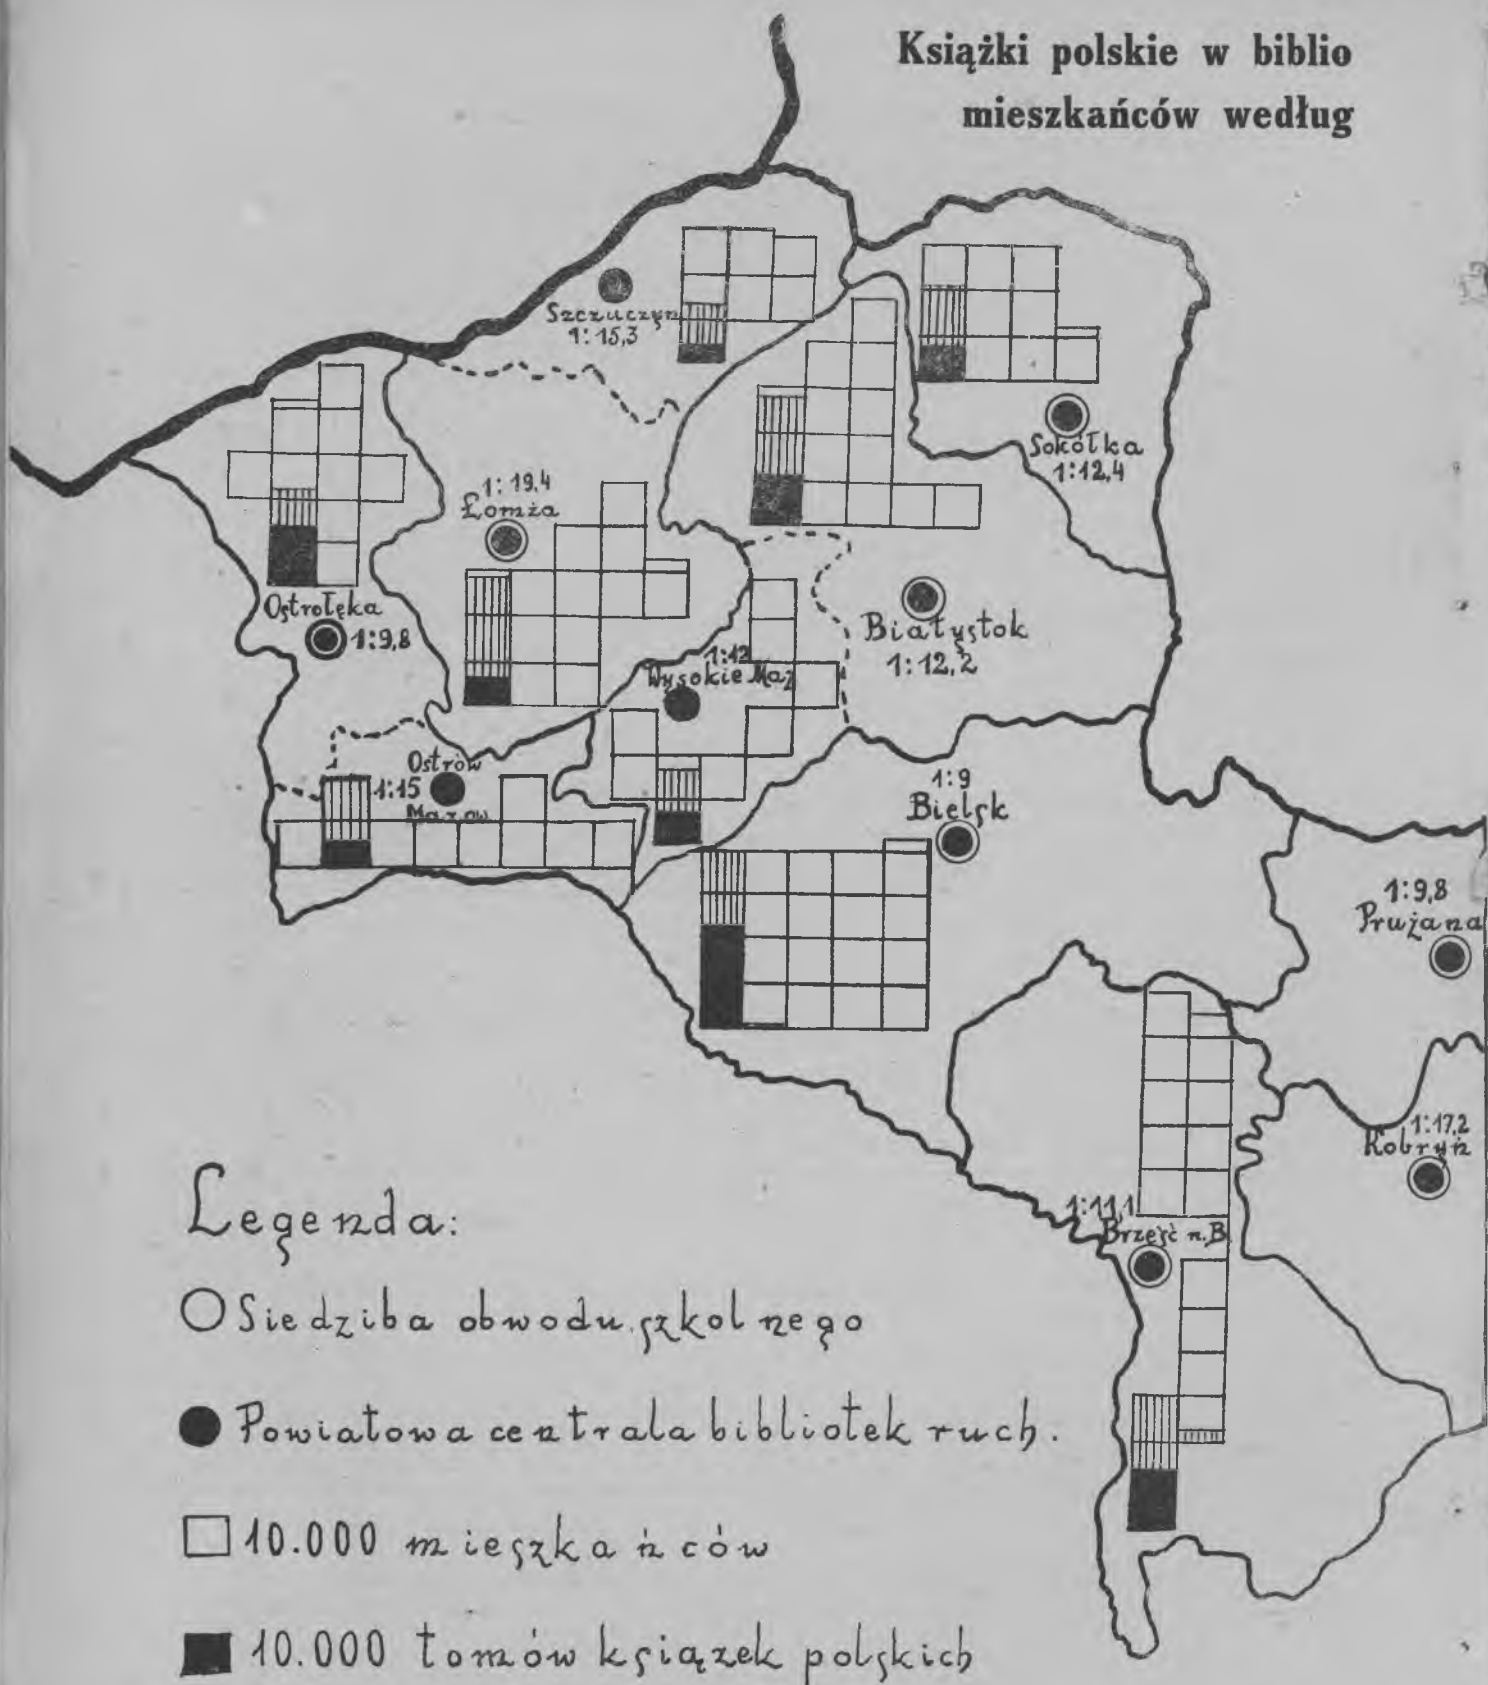 Książki polskie w biblio
mieszkańców według
Szczuczyn
1:15,3
Sokółka
1:12,4
1:19,4
Łomża
Ostrołęka
1:9,8
Białystok
1:12,2
1:12
Wysokie Maz
Ostrów
1:15
Mazow
1:9
Bielsk
1:9,8
Prużana
1:17,2
Kobryń
1:11,1
Brześć n.B
Legenda:
Siedziba obwodu szkolnego
Powiatowa centrala bibliotek ruch.
10.000 mieszkańców
10.000 tomów książek polskich